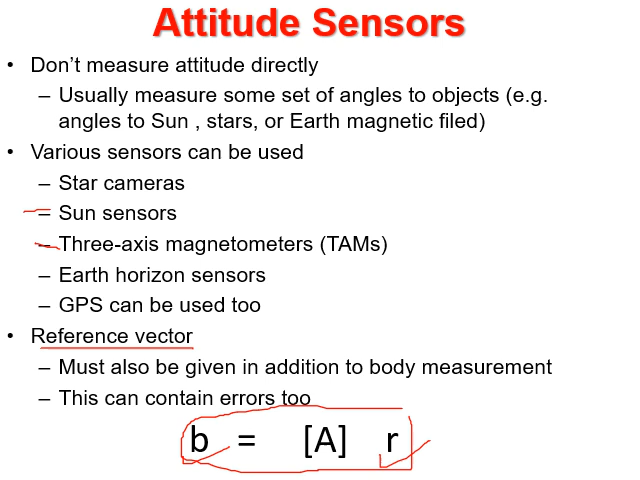 Attitude Sensors
• Don't measure attitude directly
– Usually measure some set of angles to objects (e.g.
angles to Sun , stars, or Earth magnetic filed)
• Various sensors can be used
– Star cameras
– Sun sensors
– Three-axis magnetometers (TAMs)
– Earth horizon sensors
– GPS can be used too
• Reference vector
– Must also be given in addition to body measurement
– This can contain errors too
b = [A] r